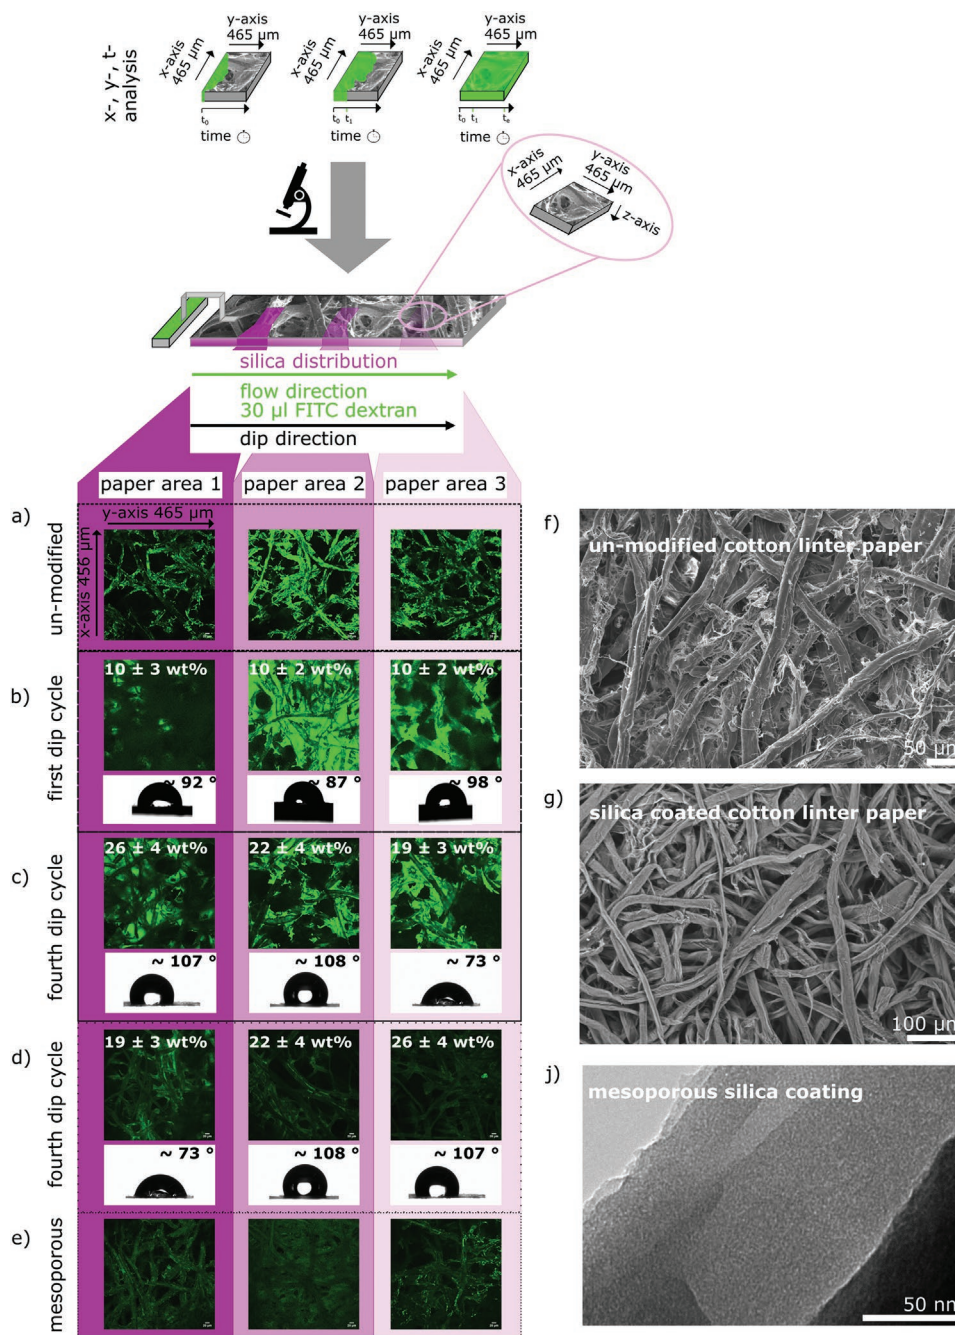 x-, y-, t-
analysis
y-axis
465 µm
x-axis
465 µm
t₀
time
y-axis
465 µm
x-axis
465 µm
t₀ t₁
time
y-axis
465 µm
x-axis
465 µm
t₀ t₁ tₑ
time
x-axis
465 µm
y-axis
465 µm
z-axis
silica distribution
flow direction
30 µl FITC dextran
dip direction
paper area 1
paper area 2
paper area 3
a)
un-modified
y-axis 465 µm
x-axis 456 µm
b)
first dip cycle
10 ± 3 wt%
10 ± 2 wt%
10 ± 2 wt%
~ 92 °
~ 87 °
~ 98 °
c)
fourth dip cycle
26 ± 4 wt%
22 ± 4 wt%
19 ± 3 wt%
~ 107 °
~ 108 °
~ 73 °
d)
fourth dip cycle
19 ± 3 wt%
22 ± 4 wt%
26 ± 4 wt%
~ 73 °
~ 108 °
~ 107 °
e)
mesoporous
f)
un-modified cotton linter paper
50 µm
g)
silica coated cotton linter paper
100 µm
j)
mesoporous silica coating
50 nm